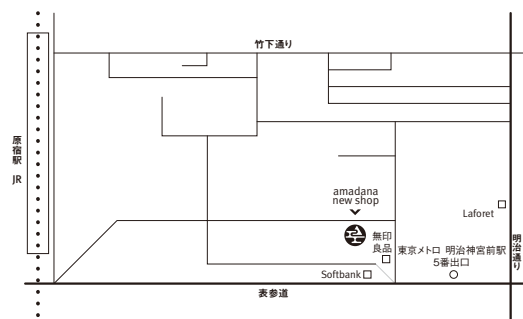 竹下通り
原宿駅 JR
amadana
new shop
Laforet
無印
良品
東京メトロ 明治神宮前駅
5番出口
明治通り
Softbank
表参道